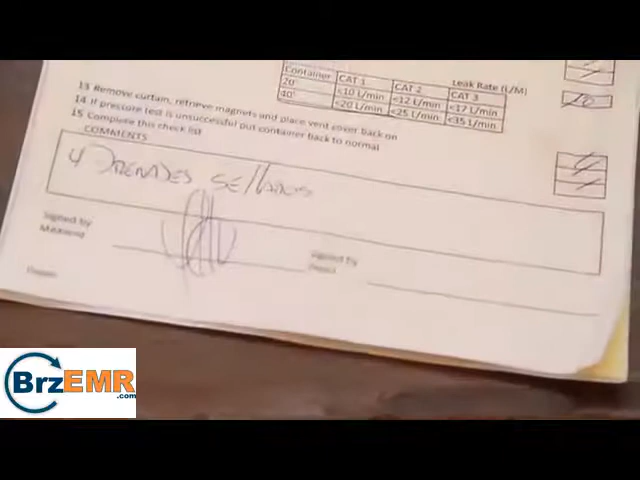 Container CAT 1 CAT 2 CAT 3
Leak Rate (L/M)
20' <10 L/min <12 L/min <17 L/min
40' <20 L/min <25 L/min <35 L/min
13 Remove curtain, retrieve magnets and place vent cover back on
14 If pressure test is unsuccessful put container back to normal
15 Complete this check list
COMMENTS
4 DRENAJES SELLADOS
Signed by
Signed by
BrzEMR
.com